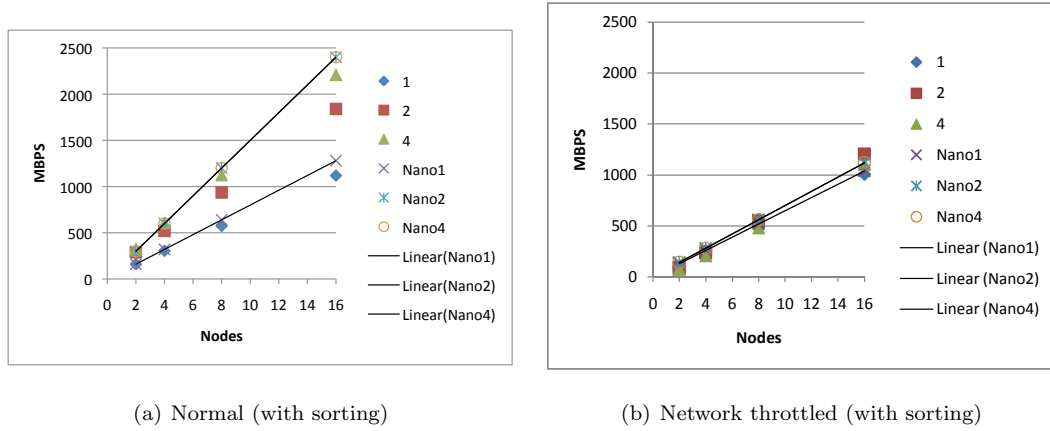 2500
2000
1500
1000
500
0
MBPS
0 2 4 6 8 10 12 14 16
Nodes
1
2
4
Nano1
Nano2
Nano4
Linear(Nano1)
Linear(Nano2)
Linear(Nano4)
(a) Normal (with sorting)
2500
2000
1500
1000
500
0
MBPS
0 2 4 6 8 10 12 14 16
Nodes
1
2
4
Nano1
Nano2
Nano4
Linear (Nano1)
Linear (Nano2)
Linear (Nano4)
(b) Network throttled (with sorting)